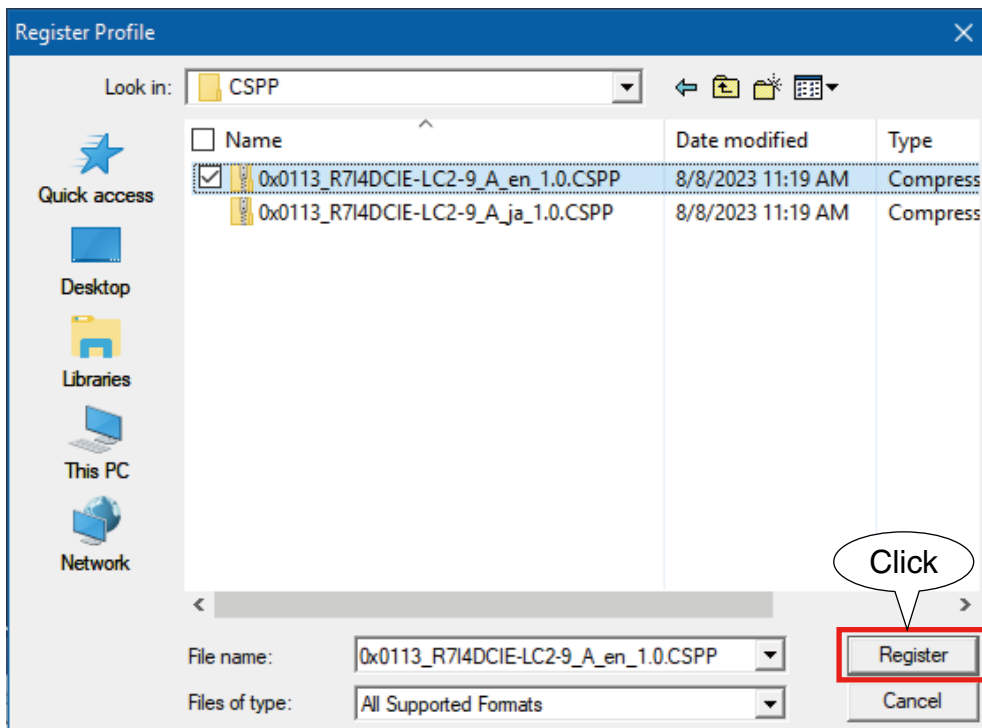 Register Profile
Look in: CSPP
Name Date modified Type
0x0113_R7I4DCIE-LC2-9_A_en_1.0.CSPP 8/8/2023 11:19 AM Compress
0x0113_R7I4DCIE-LC2-9_A_ja_1.0.CSPP 8/8/2023 11:19 AM Compress
Quick access
Desktop
Libraries
This PC
Network
Click
File name: 0x0113_R7I4DCIE-LC2-9_A_en_1.0.CSPP Register
Files of type: All Supported Formats Cancel